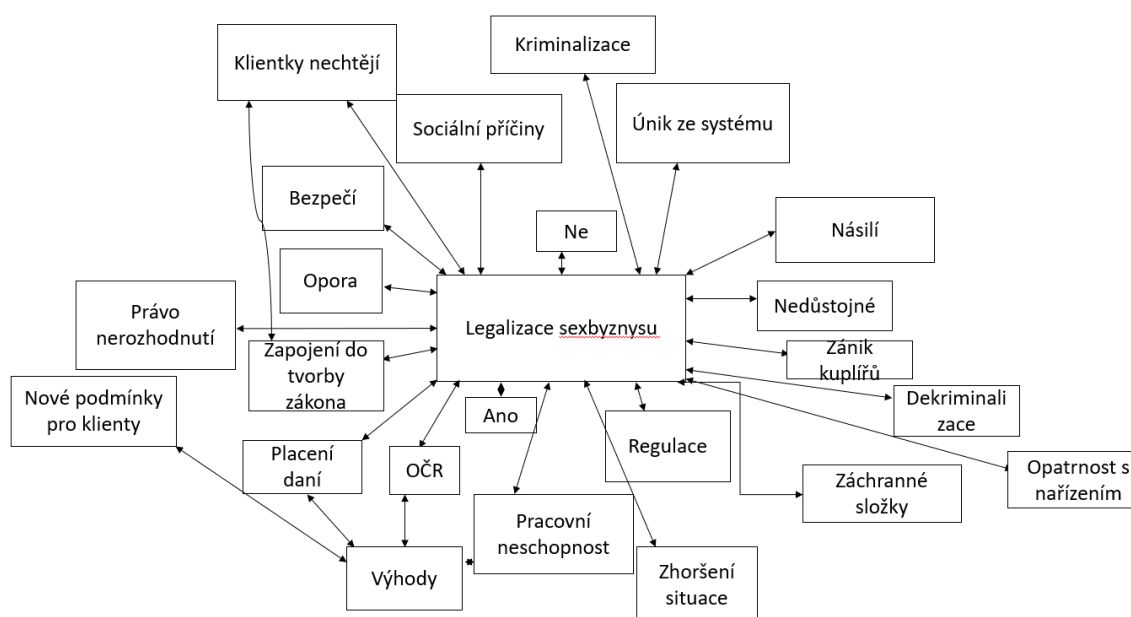 Kriminalizace
Klientky nechtějí
Sociální příčiny
Únik ze systému
Bezpečí
Ne
Násilí
Opora
Právo
nerozhodnutí
Legalizace sexbyznysu
Nedůstojné
Zapojení do
tvorby
zákona
Zánik
kuplířů
Nové podmínky
pro klienty
Ano
Dekriminali
zace
Placení
daní
OČR
Regulace
Opatrnost s
nařízením
Záchranné
složky
Pracovní
neschopnost
Výhody
Zhoršení
situace